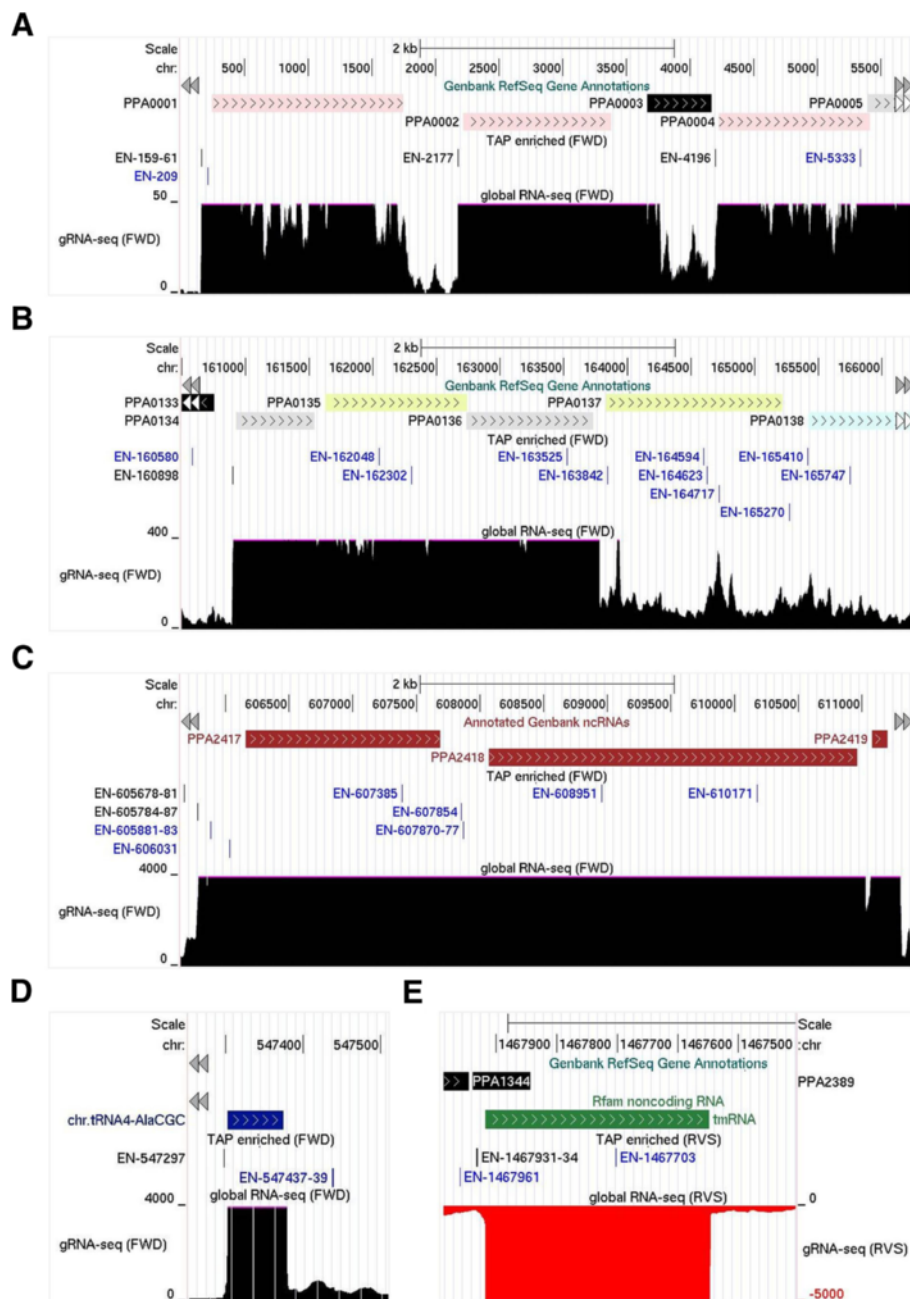 A
Scale 2 kb
chr: 500 1000 1500 2000 2500 3000 3500 4000 4500 5000 5500
Genbank RefSeq Gene Annotations
PPA0001 PPA0003 PPA0005
PPA0002 PPA0004
TAP enriched (FWD)
EN-159-61 EN-2177 EN-4196 EN-5333
EN-209
50 global RNA-seq (FWD)
gRNA-seq (FWD)
0
B
Scale 2 kb
chr: 161000 161500 162000 162500 163000 163500 164000 164500 165000 165500 166000
Genbank RefSeq Gene Annotations
PPA0133 PPA0135 PPA0137
PPA0134 PPA0136 PPA0138
TAP enriched (FWD)
EN-160580 EN-162048 EN-163525 EN-164594 EN-165410
EN-160898 EN-162302 EN-163842 EN-164623 EN-165747
EN-164717
EN-165270
400 global RNA-seq (FWD)
gRNA-seq (FWD)
0
C
Scale 2 kb
chr: 606500 607000 607500 608000 608500 609000 609500 610000 610500 611000
Annotated Genbank ncRNAs
PPA2417 PPA2419
PPA2418
TAP enriched (FWD)
EN-605678-81 EN-607385 EN-608951 EN-610171
EN-605784-87 EN-607854
EN-605881-83 EN-607870-77
EN-606031
4000 global RNA-seq (FWD)
gRNA-seq (FWD)
0
D
Scale
chr: 547400 547500
chr.tRNA4-AlaCGC
TAP enriched (FWD)
EN-547297
EN-547437-39
global RNA-seq (FWD)
4000
gRNA-seq (FWD)
0
E
Scale
1467900 1467800 1467700 1467600 1467500 :chr
Genbank RefSeq Gene Annotations
PPA1344 PPA2389
Rfam noncoding RNA
tmRNA
TAP enriched (RVS)
EN-1467931-34 EN-1467703
EN-1467961
global RNA-seq (RVS) 0
gRNA-seq (RVS)
-5000